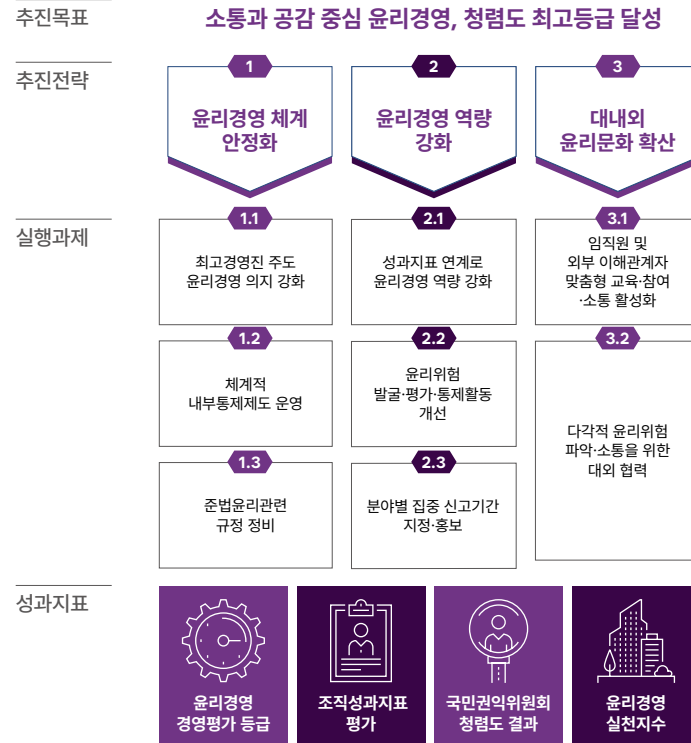 추진목표
소통과 공감 중심 윤리경영, 청렴도 최고등급 달성
추진전략
1
윤리경영 체계
안정화
2
윤리경영 역량
강화
3
대내외
윤리문화 확산
실행과제
1.1
최고경영진 주도
윤리경영 의지 강화
2.1
성과지표 연계로
윤리경영 역량 강화
3.1
임직원 및
외부 이해관계자
맞춤형 교육·참여
·소통 활성화
1.2
체계적
내부통제제도 운영
2.2
윤리위험
발굴·평가·통제활동
개선
3.2
다각적 윤리위험
파악·소통을 위한
대외 협력
1.3
준법윤리관련
규정 정비
2.3
분야별 집중 신고기간
지정·홍보
성과지표
윤리경영
경영평가 등급
조직성과지표
평가
국민권익위원회
청렴도 결과
윤리경영
실천지수